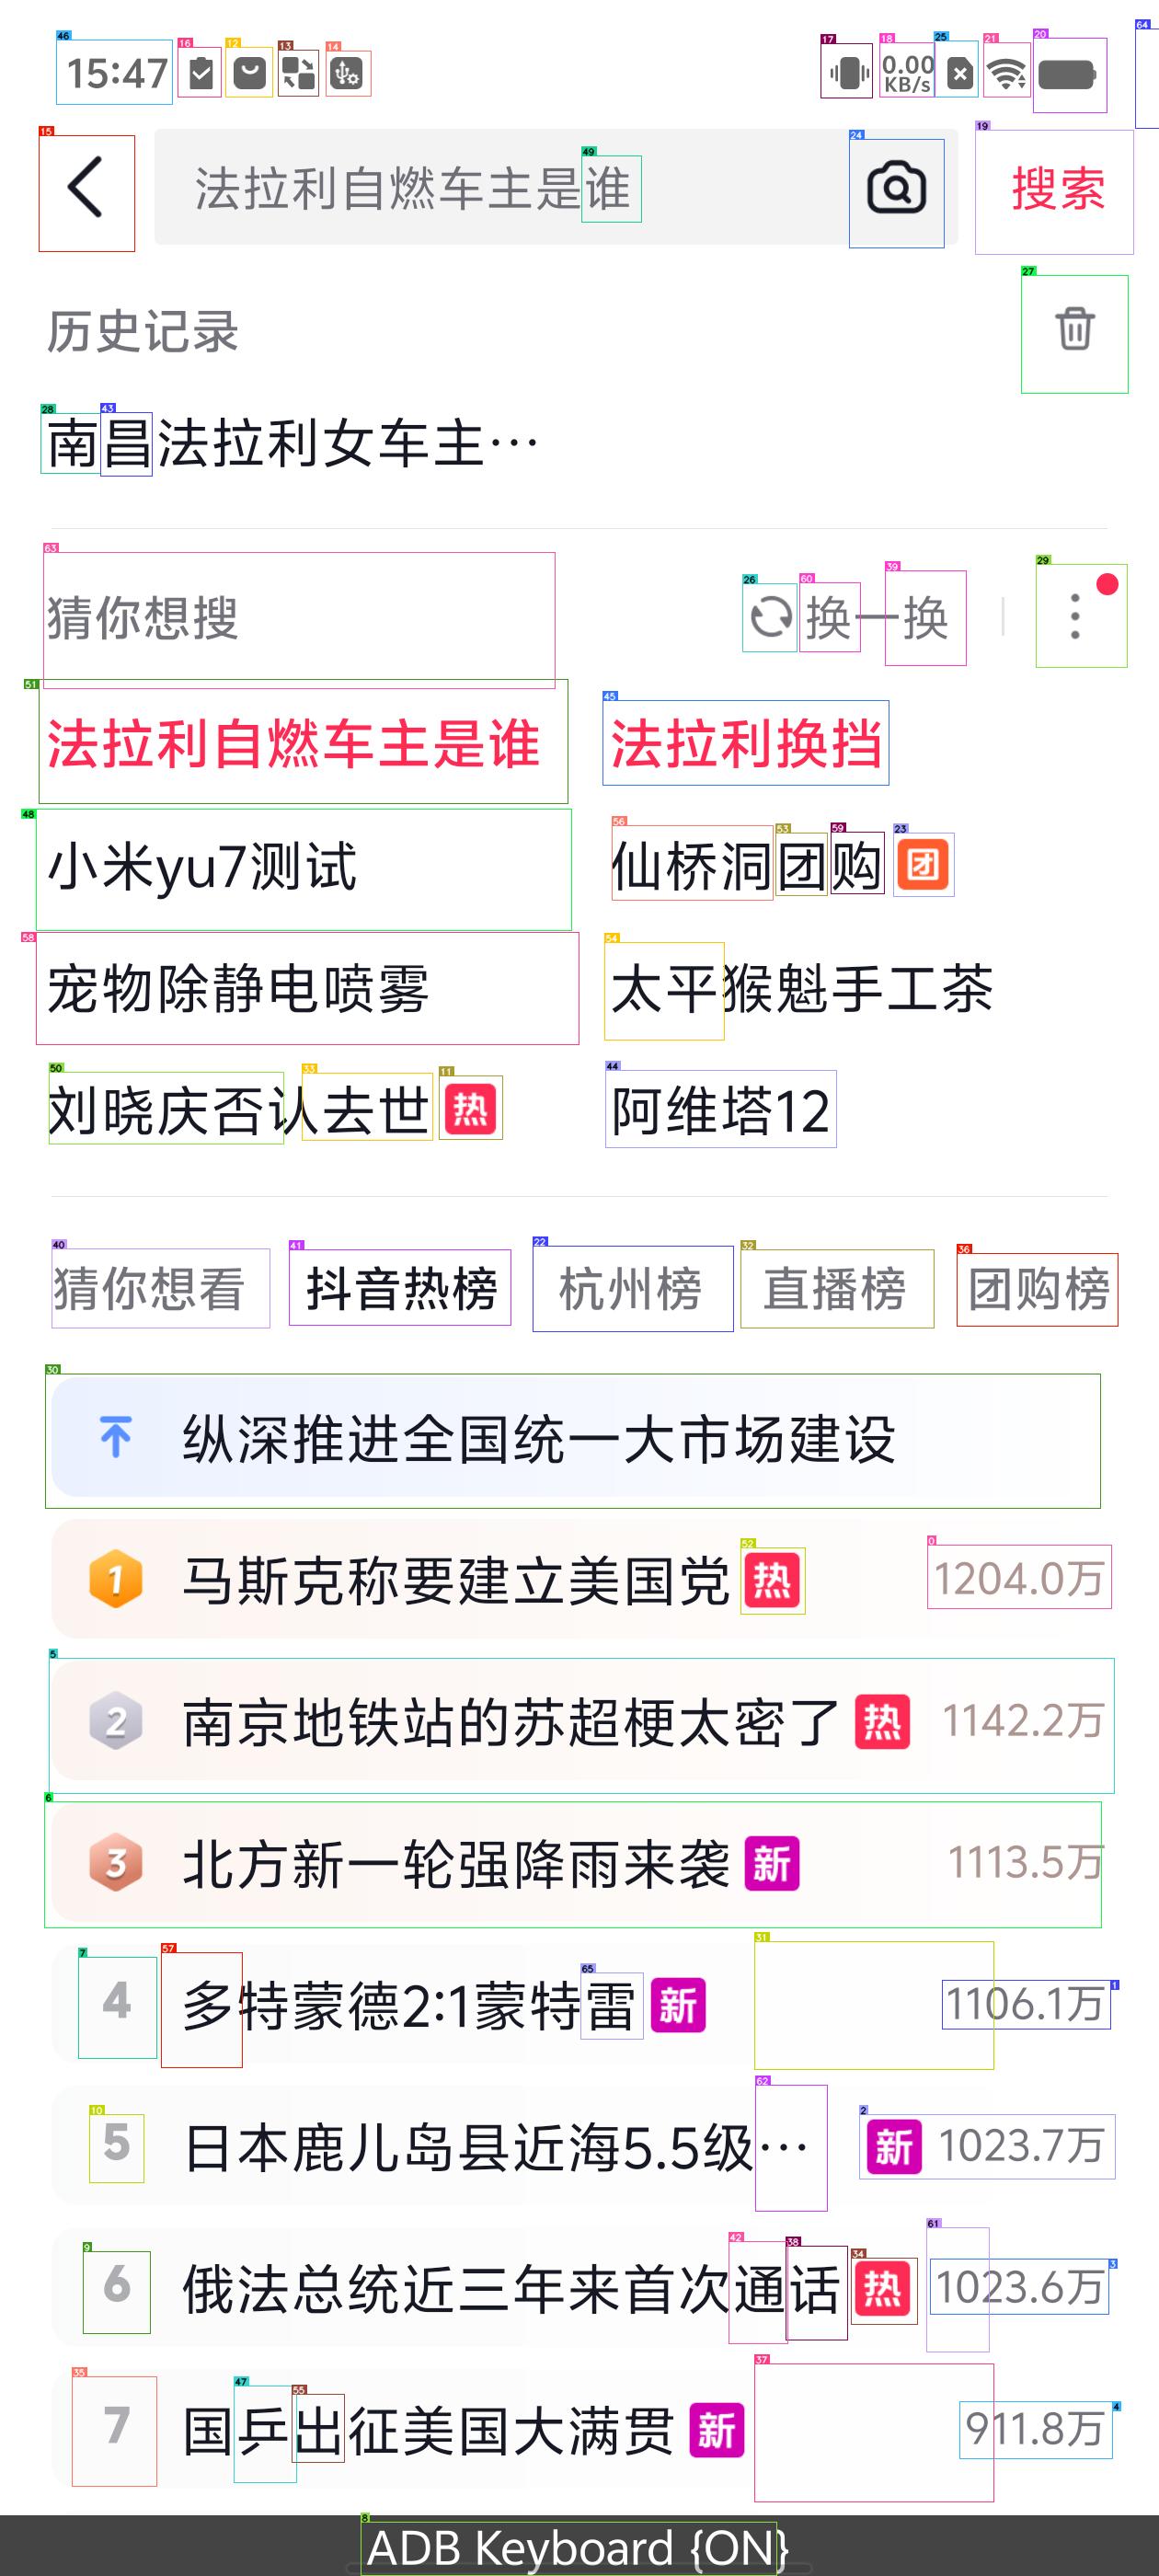 15:47 0.00 KB/s
法拉利自燃车主是谁 搜索
历史记录
南昌法拉利女车主…
猜你想搜 换一换
法拉利自燃车主是谁 法拉利换挡
小米yu7测试 仙桥洞团购 团
宠物除静电喷雾 太平猴魁手工茶
刘晓庆否认去世 热 阿维塔12
猜你想看 抖音热榜 杭州榜 直播榜 团购榜
纵深推进全国统一大市场建设
1 马斯克称要建立美国党 热 1204.0万
2 南京地铁站的苏超梗太密了 热 1142.2万
3 北方新一轮强降雨来袭 新 1113.5万
4 多特蒙德2:1蒙特雷 新 1106.1万
5 日本鹿儿岛县近海5.5级… 新 1023.7万
6 俄法总统近三年来首次通话 热 1023.6万
7 国乒出征美国大满贯 新 911.8万
ADB Keyboard {ON}